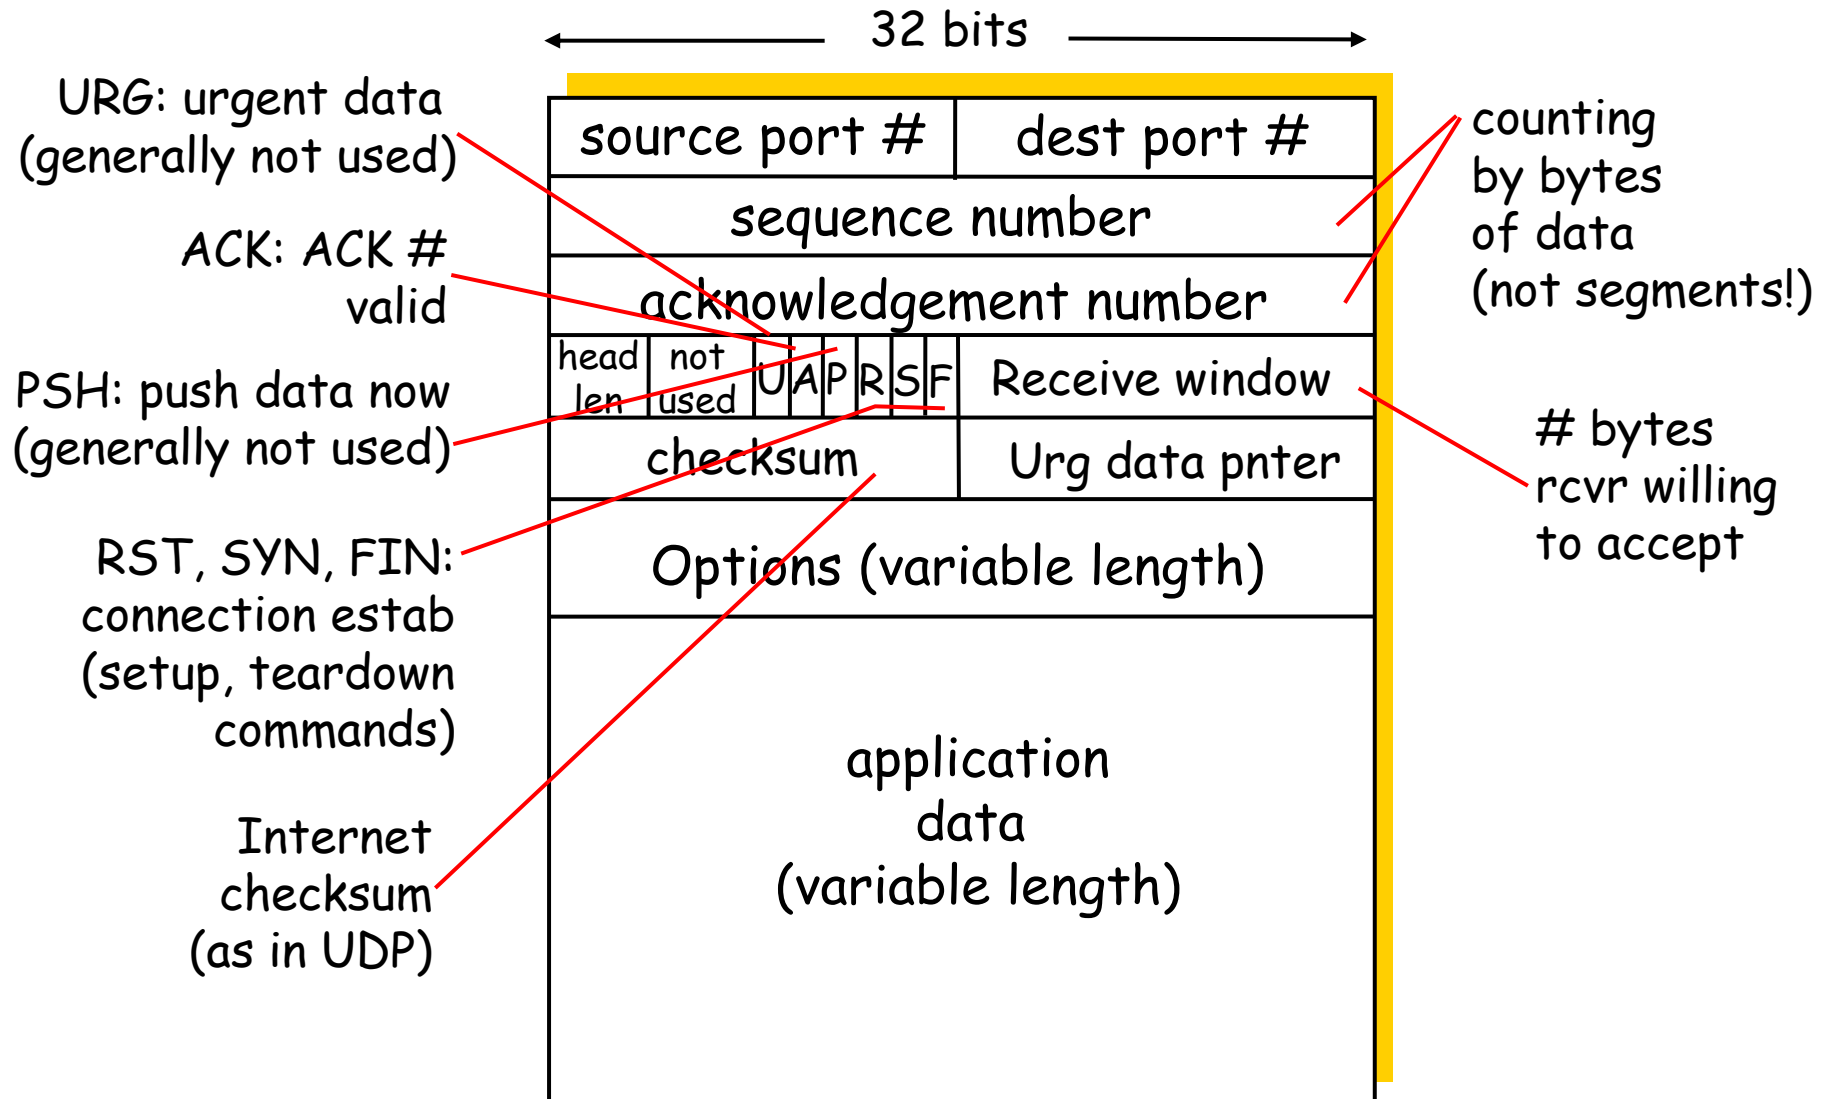 32 bits
URG: urgent data
(generally not used)
ACK: ACK #
valid
PSH: push data now
(generally not used)
RST, SYN, FIN:
connection estab
(setup, teardown
commands)
Internet
checksum
(as in UDP)
source port #
dest port #
sequence number
acknowledgement number
head
len
not
used
U
A
P
R
S
F
Receive window
checksum
Urg data pnter
Options (variable length)
application
data
(variable length)
counting
by bytes
of data
(not segments!)
# bytes
rcvr willing
to accept